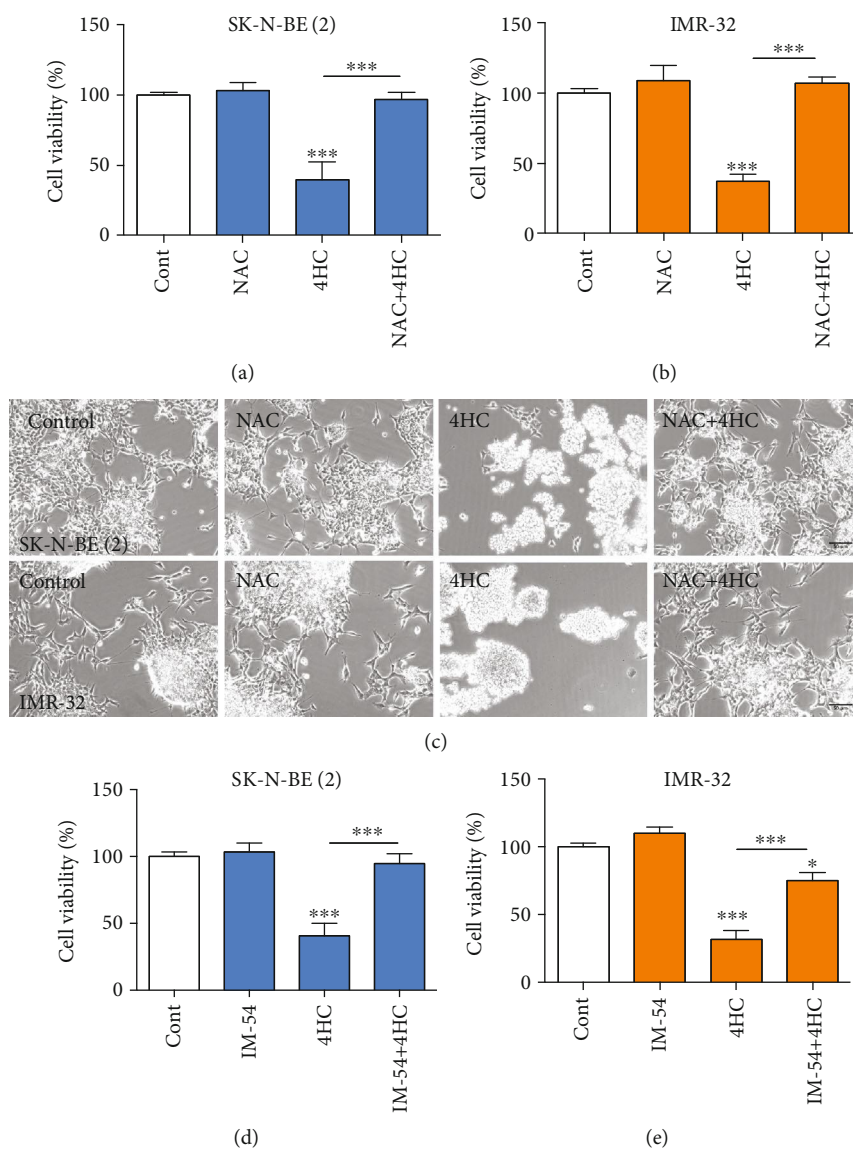 SK-N-BE (2)
Cell viability (%)
150
100
50
0
***
***
Cont
NAC
4HC
NAC+4HC
(a)
IMR-32
Cell viability (%)
150
100
50
0
***
***
Cont
NAC
4HC
NAC+4HC
(b)
Control
NAC
4HC
NAC+4HC
SK-N-BE (2)
Control
NAC
4HC
NAC+4HC
IMR-32
(c)
SK-N-BE (2)
Cell viability (%)
150
100
50
0
***
***
Cont
IM-54
4HC
IM-54+4HC
(d)
IMR-32
Cell viability (%)
150
100
50
0
***
***
*
Cont
IM-54
4HC
IM-54+4HC
(e)